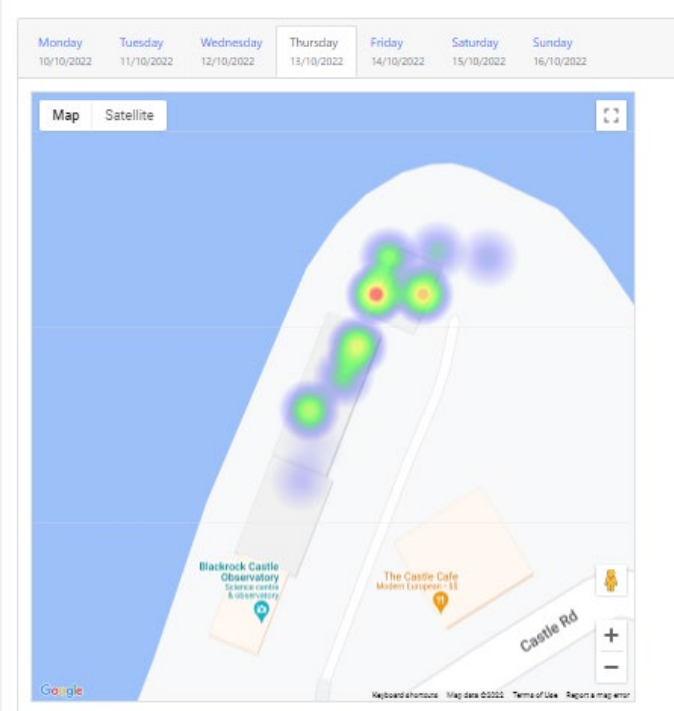 Monday Tuesday Wednesday Thursday Friday Saturday Sunday
10/10/2022 11/10/2022 12/10/2022 13/10/2022 14/10/2022 15/10/2022 16/10/2022
Map Satellite
Blackrock Castle
Observatory
Science centre
& observatory
The Castle Cafe
Modern European · $$
Castle Rd
+
−
Google Keyboard shortcuts Map data ©2022 Terms of Use Report a map error